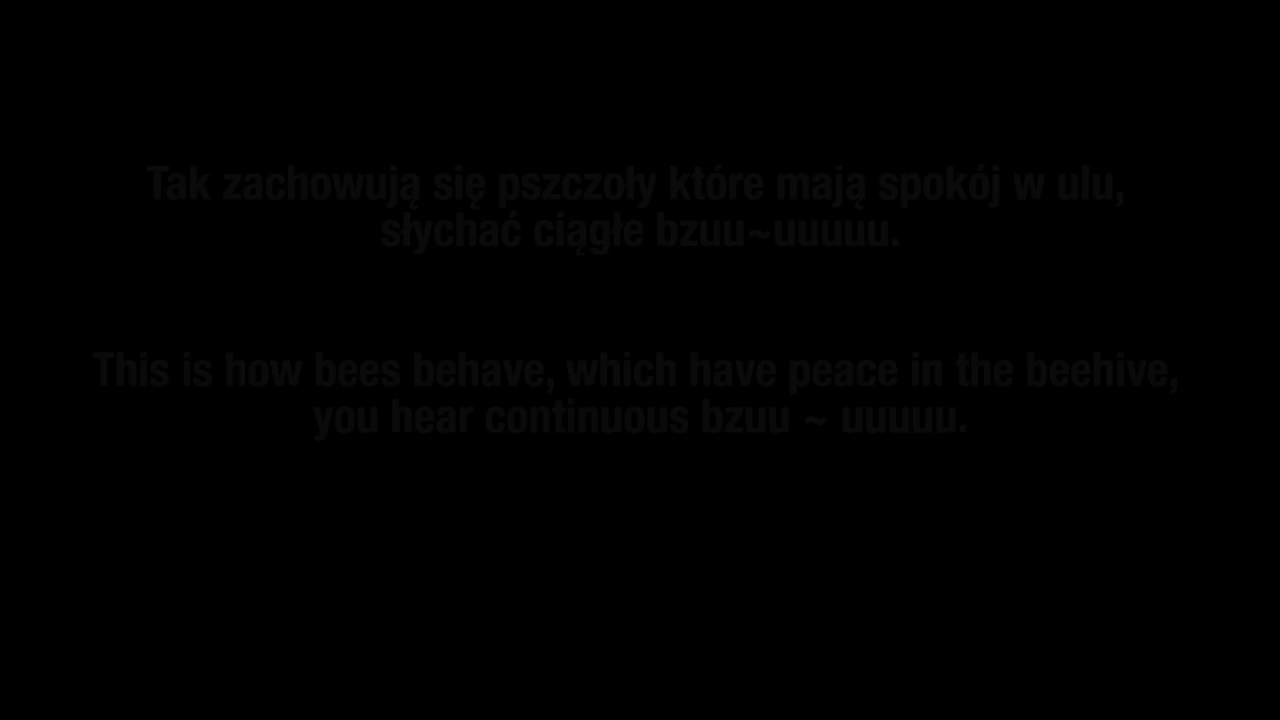 Tak zachowują się pszczoły które mają spokój w ulu,
słychać ciągłe bzuu~uuuuu.
This is how bees behave, which have peace in the beehive,
you hear continuous bzuu ~ uuuuu.